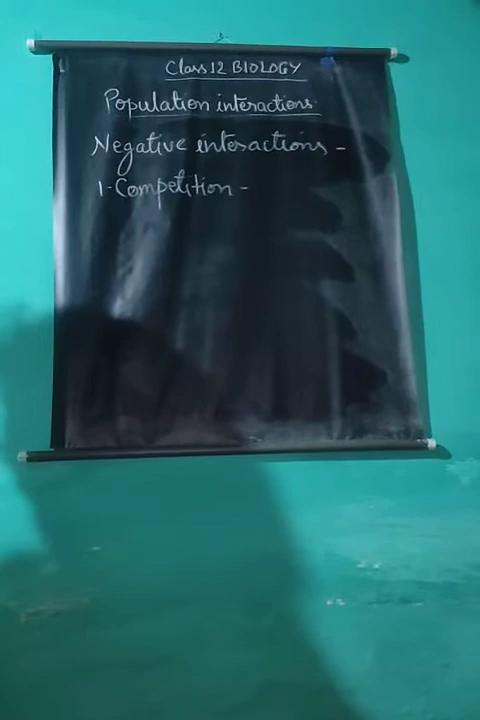 Class 12 BIOLOGY
Population interactions.
Negative interactions -
1-Competition -